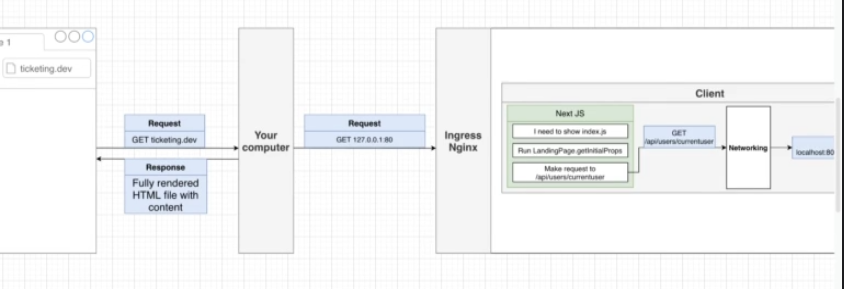 e 1
ticketing.dev
Request
GET ticketing.dev
Response
Fully rendered
HTML file with
content
Your
computer
Request
GET 127.0.0.1:80
Ingress
Nginx
Client
Next JS
I need to show index.js
Run LandingPage.getInitialProps
Make request to
/api/users/currentuser
GET
/api/users/currentuser
Networking
localhost:80